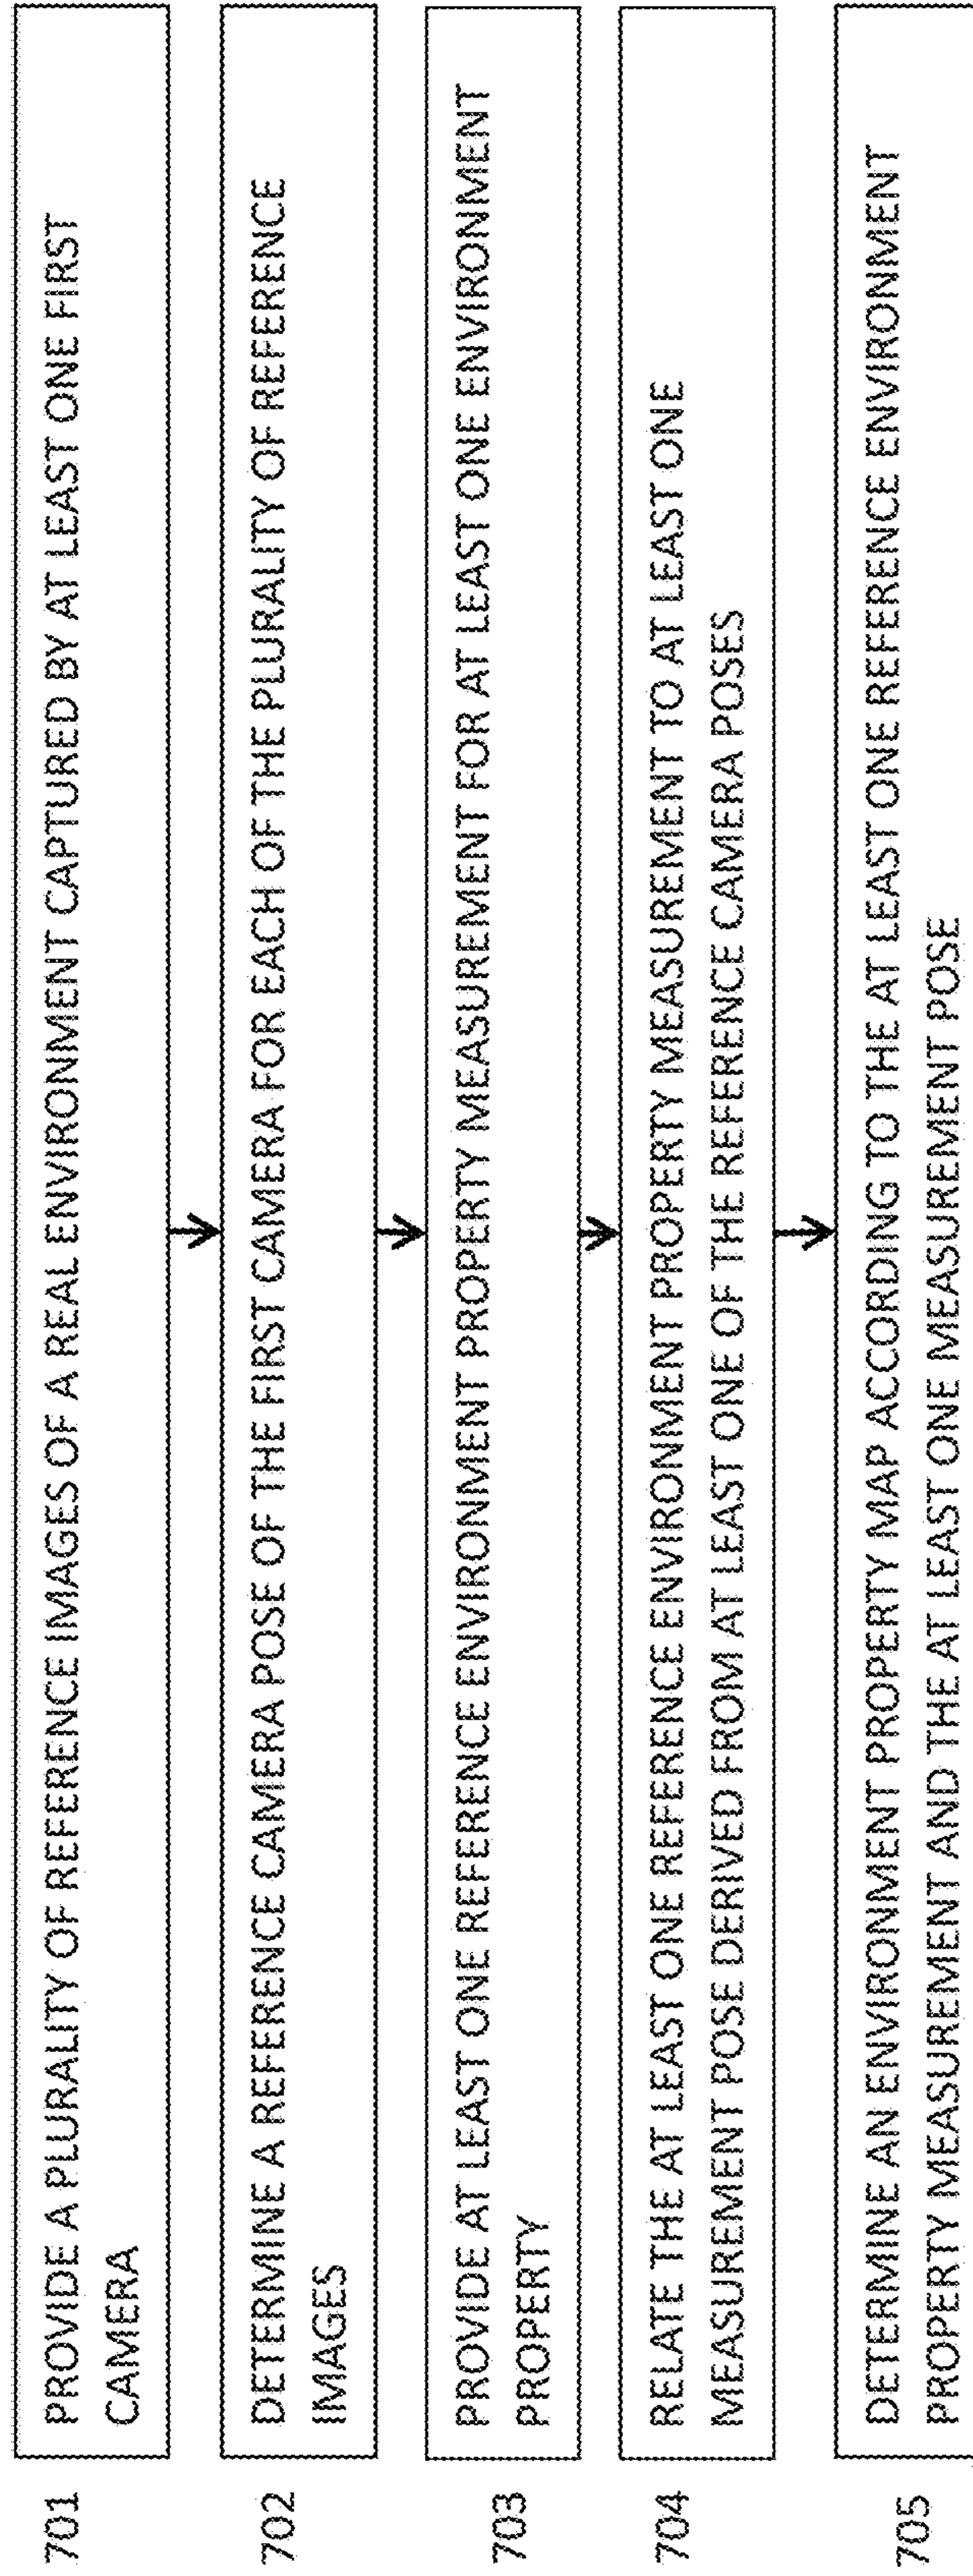 701
PROVIDE A PLURALITY OF REFERENCE IMAGES OF A REAL ENVIRONMENT CAPTURED BY AT LEAST ONE FIRST
CAMERA
702
DETERMINE A REFERENCE CAMERA POSE OF THE FIRST CAMERA FOR EACH OF THE PLURALITY OF REFERENCE
IMAGES
703
PROVIDE AT LEAST ONE REFERENCE ENVIRONMENT PROPERTY MEASUREMENT FOR AT LEAST ONE ENVIRONMENT
PROPERTY
704
RELATE THE AT LEAST ONE REFERENCE ENVIRONMENT PROPERTY MEASUREMENT TO AT LEAST ONE
MEASUREMENT POSE DERIVED FROM AT LEAST ONE OF THE REFERENCE CAMERA POSES
705
DETERMINE AN ENVIRONMENT PROPERTY MAP ACCORDING TO THE AT LEAST ONE REFERENCE ENVIRONMENT
PROPERTY MEASUREMENT AND THE AT LEAST ONE MEASUREMENT POSE